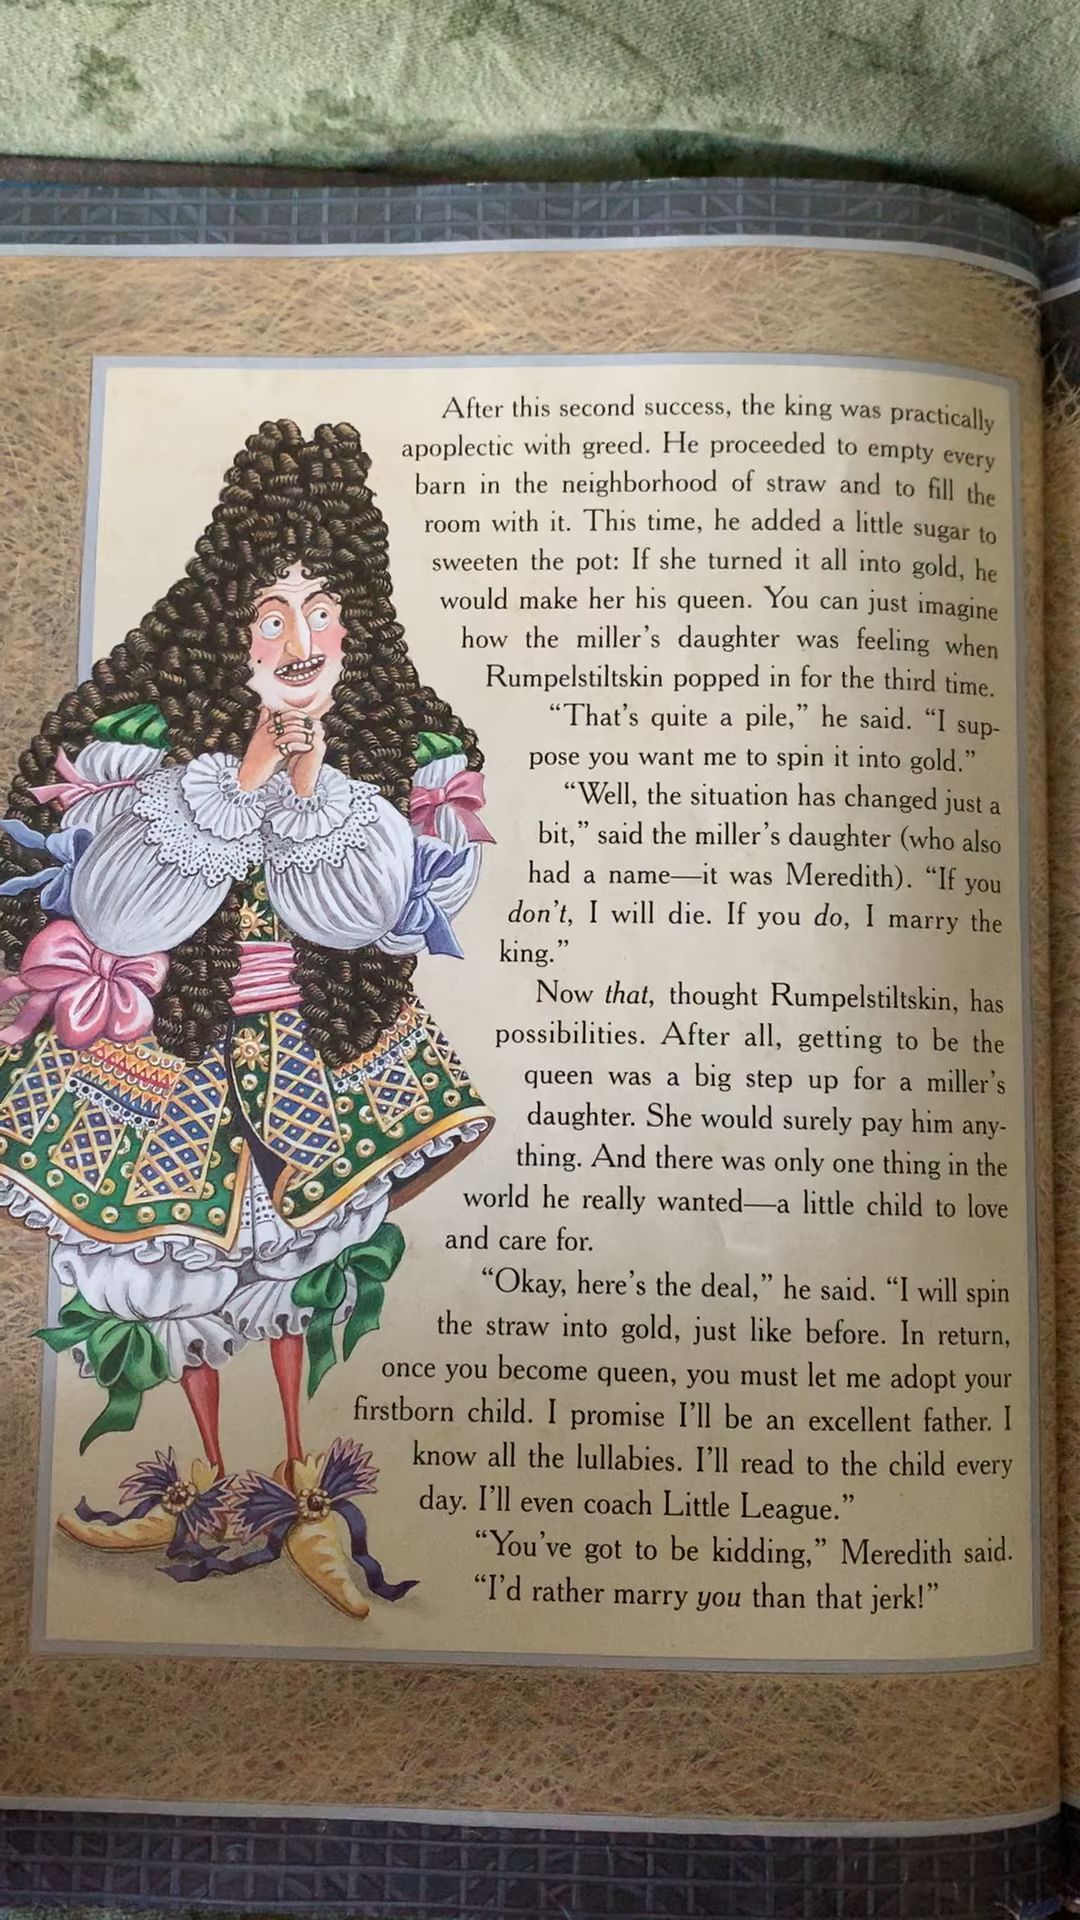 After this second success, the king was practically
apoplectic with greed. He proceeded to empty every
barn in the neighborhood of straw and to fill the
room with it. This time, he added a little sugar to
sweeten the pot: If she turned it all into gold, he
would make her his queen. You can just imagine
how the miller's daughter was feeling when
Rumpelstiltskin popped in for the third time.
“That's quite a pile,” he said. “I sup-
pose you want me to spin it into gold.”
“Well, the situation has changed just a
bit,” said the miller's daughter (who also
had a name—it was Meredith). “If you
don't, I will die. If you do, I marry the
king.”
Now that, thought Rumpelstiltskin, has
possibilities. After all, getting to be the
queen was a big step up for a miller's
daughter. She would surely pay him any-
thing. And there was only one thing in the
world he really wanted—a little child to love
and care for.
“Okay, here's the deal,” he said. “I will spin
the straw into gold, just like before. In return,
once you become queen, you must let me adopt your
firstborn child. I promise I'll be an excellent father. I
know all the lullabies. I'll read to the child every
day. I'll even coach Little League.”
“You've got to be kidding,” Meredith said.
“I'd rather marry you than that jerk!”